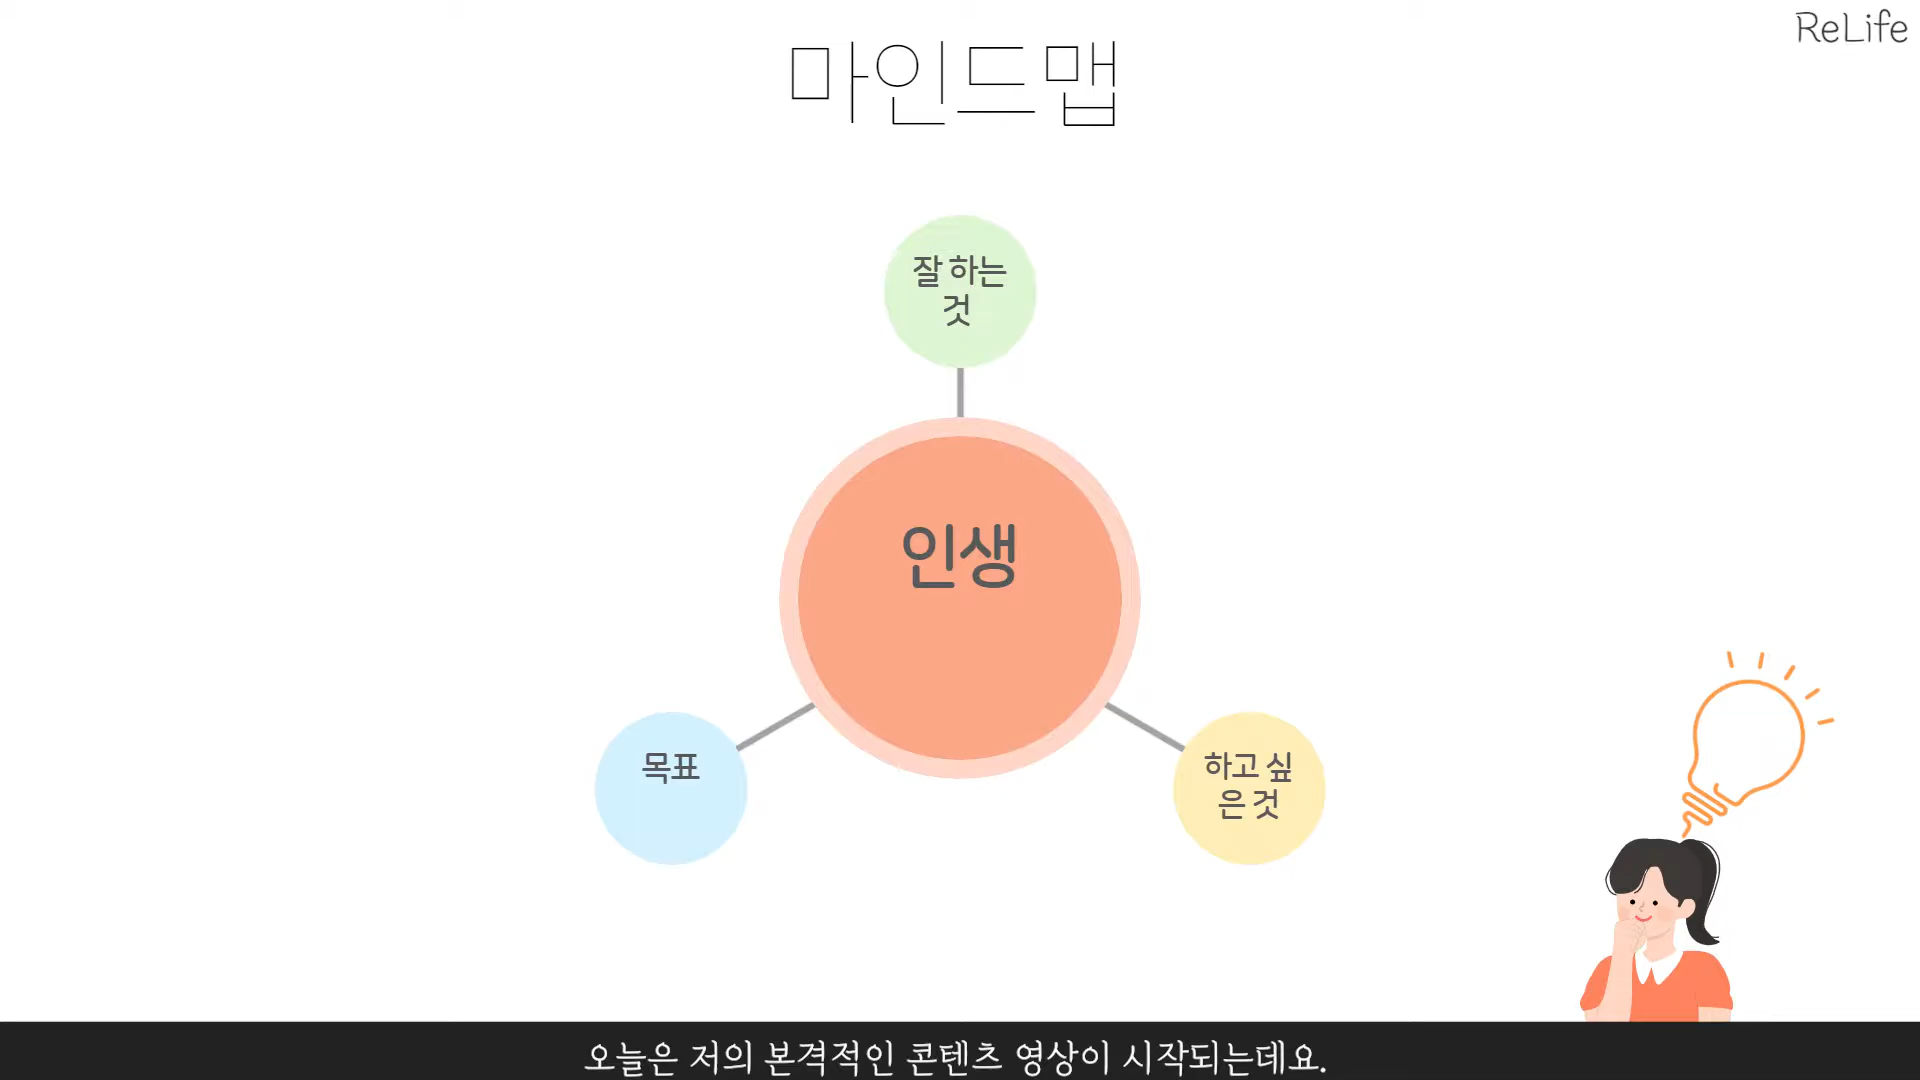 ReLife
마인드맵
잘 하는
것
인생
목표
하고 싶
은 것
오늘은 저의 본격적인 콘텐츠 영상이 시작되는데요.